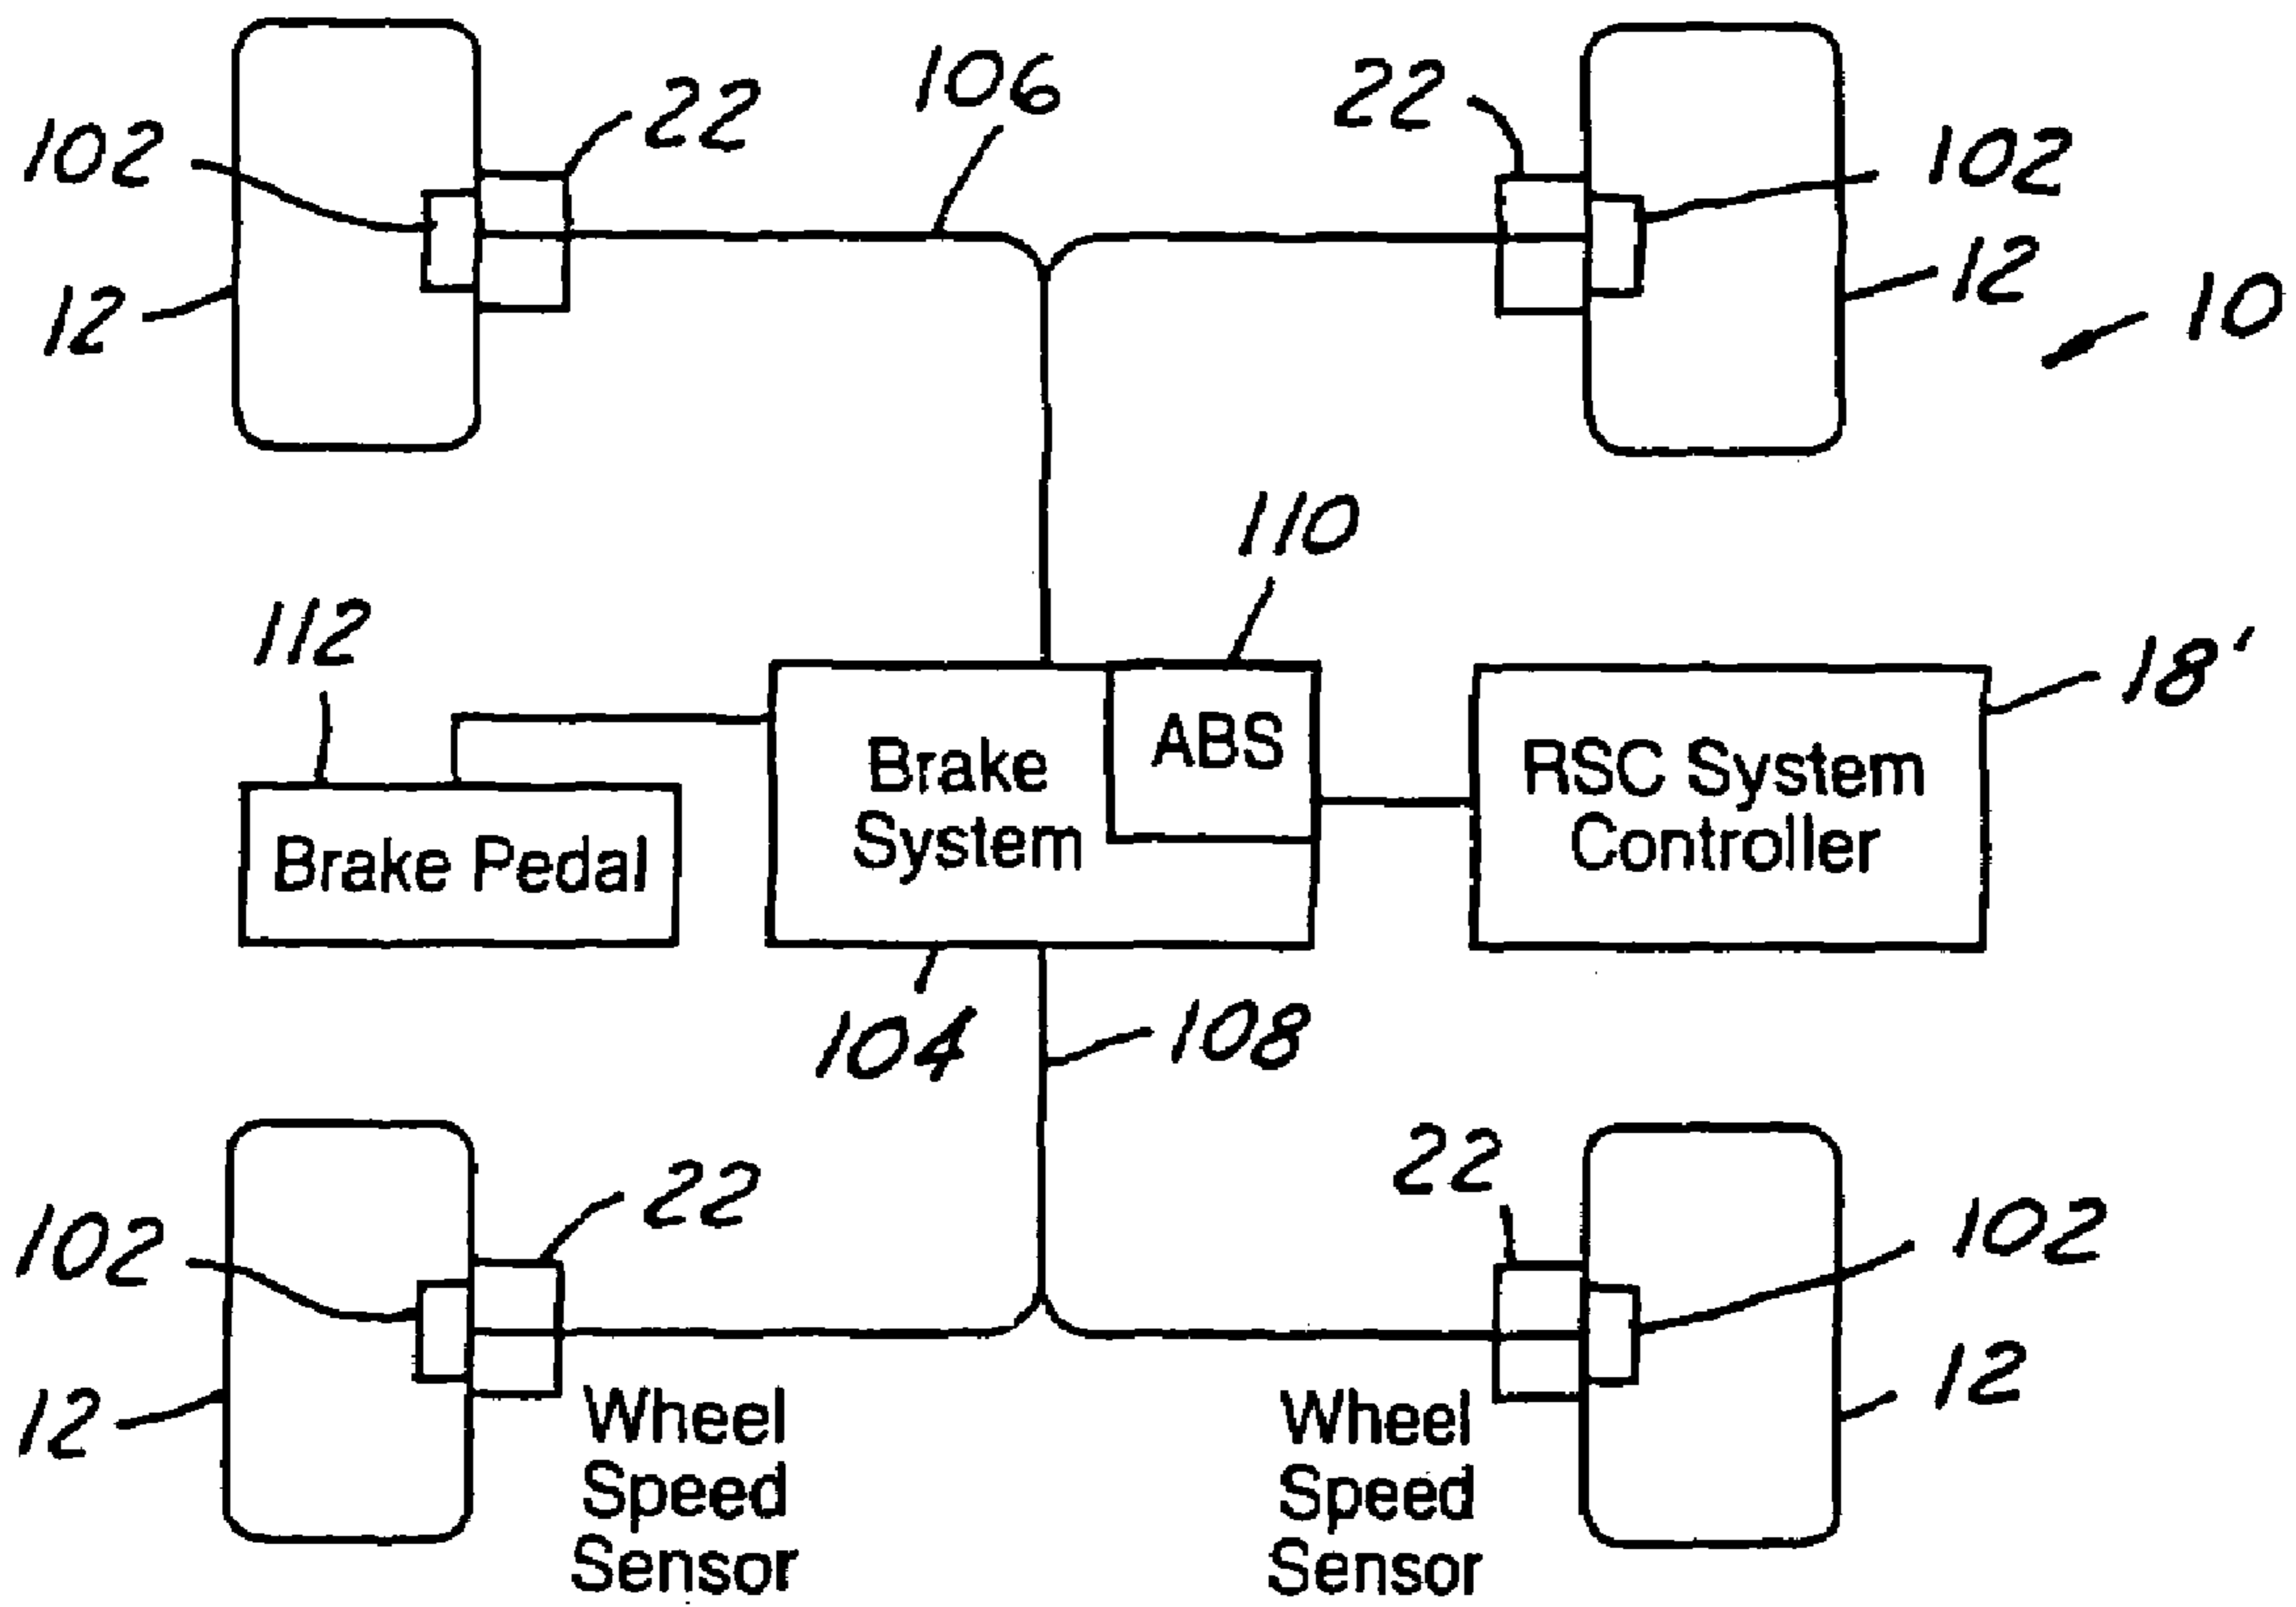 106
22
22
102
102
12
12
10
110
112
18'
ABS
Brake
System
RSC System
Controller
Brake Pedal
104
108
22
22
102
102
12
12
Wheel
Speed
Sensor
Wheel
Speed
Sensor